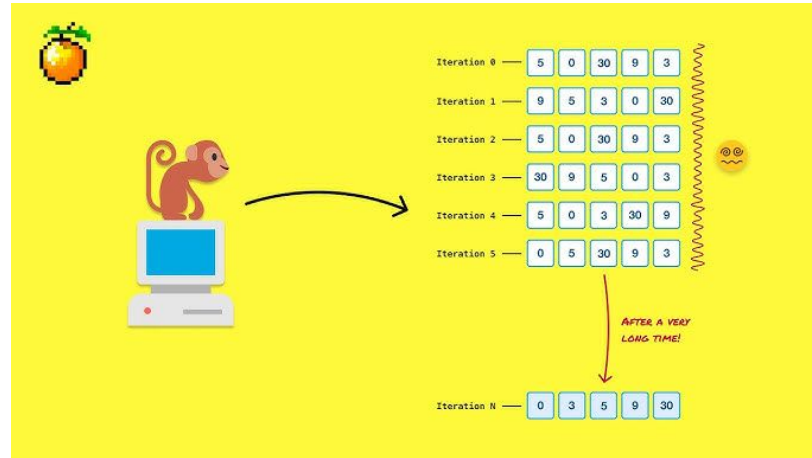 Iteration 0 5 0 30 9 3
Iteration 1 9 5 3 0 30
Iteration 2 5 0 30 9 3
Iteration 3 30 9 5 0 3
Iteration 4 5 0 3 30 9
Iteration 5 0 5 30 9 3
AFTER A VERY
LONG TIME!
Iteration N 0 3 5 9 30